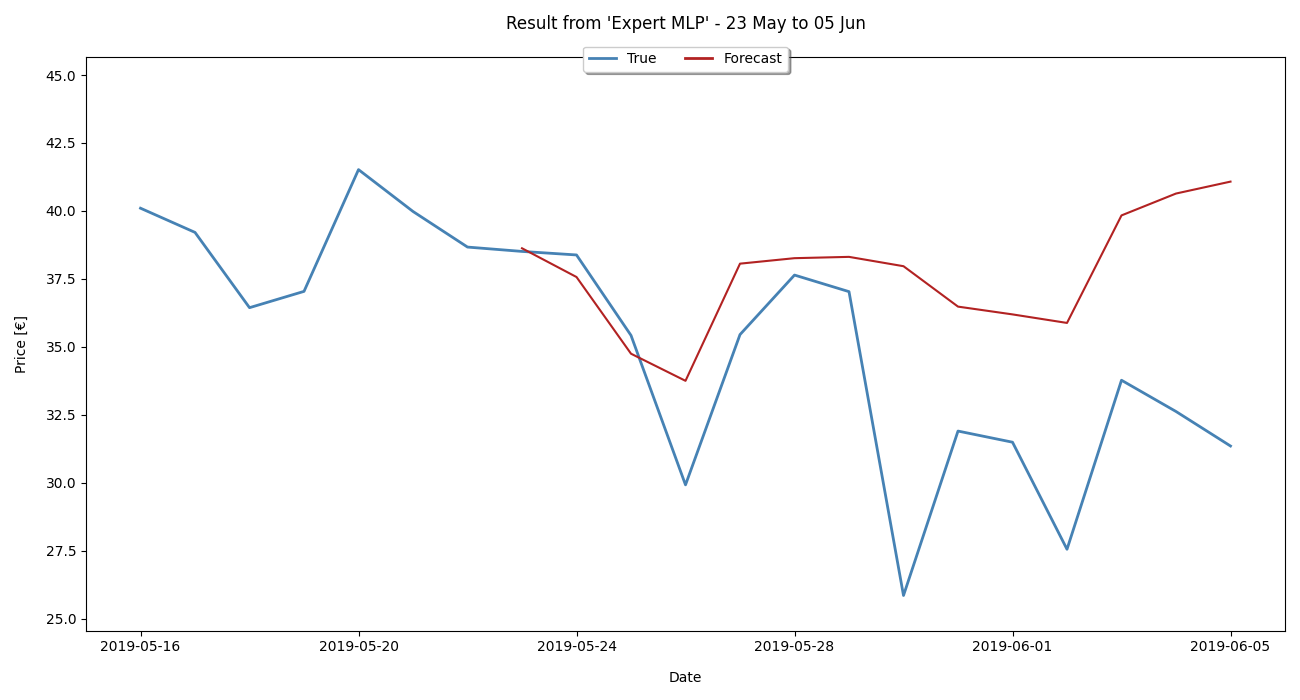 Result from 'Expert MLP' - 23 May to 05 Jun
True Forecast
45.0
42.5
40.0
37.5
35.0
32.5
30.0
27.5
25.0
Price [€]
2019-05-16 2019-05-20 2019-05-24 2019-05-28 2019-06-01 2019-06-05
Date